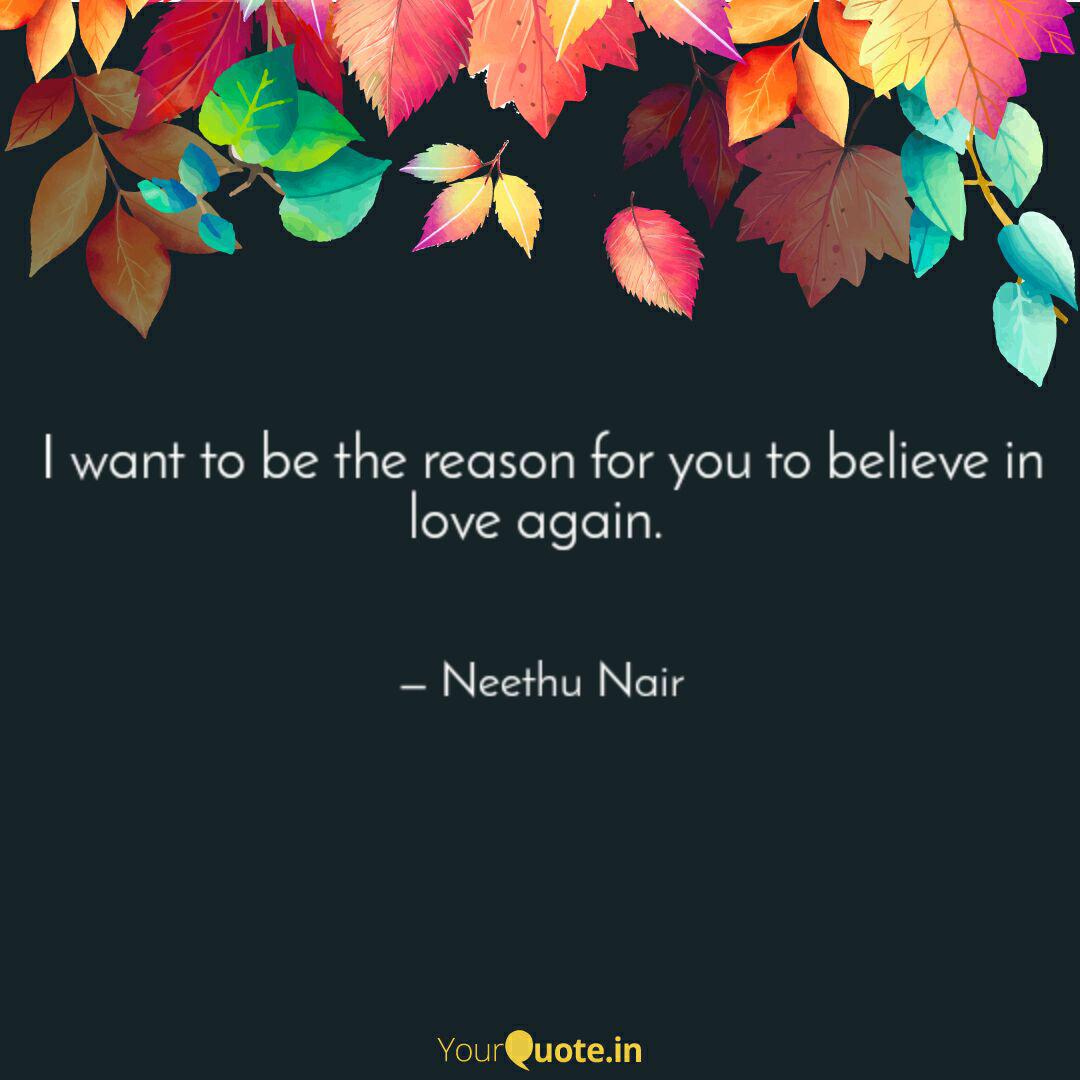 I want to be the reason for you to believe in
love again.
— Neethu Nair
YourQuote.in